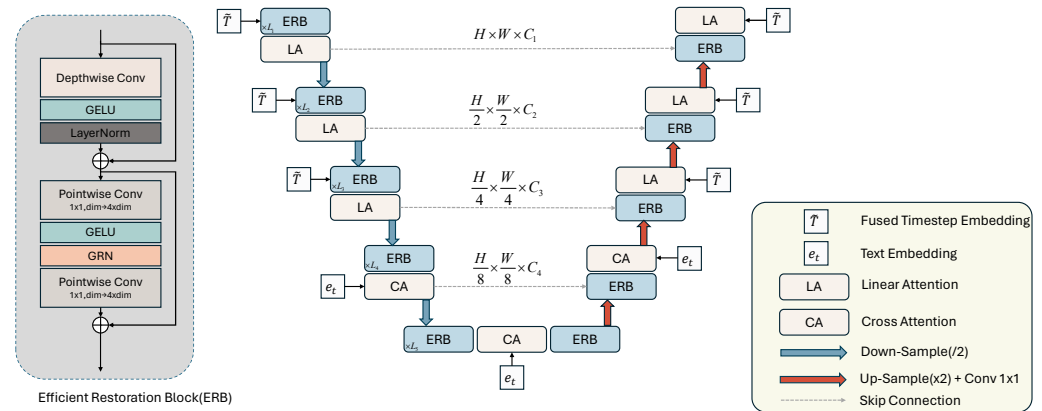 Depthwise Conv
GELU
LayerNorm
Pointwise Conv
1x1,dim→4xdim
GELU
GRN
Pointwise Conv
1x1,dim→4xdim
Efficient Restoration Block(ERB)
T̃
×L₁ ERB
LA
H×W×C₁
LA
T̃
ERB
T̃
×L₂ ERB
LA
H/2 × W/2 × C₂
LA
T̃
ERB
T̃
×L₃ ERB
LA
H/4 × W/4 × C₃
LA
T̃
ERB
×L₄ ERB
eₜ
CA
H/8 × W/8 × C₄
CA
eₜ
ERB
×L₅ ERB
CA
ERB
eₜ
T̃ Fused Timestep Embedding
eₜ Text Embedding
LA Linear Attention
CA Cross Attention
Down-Sample(/2)
Up-Sample(x2) + Conv 1x1
Skip Connection